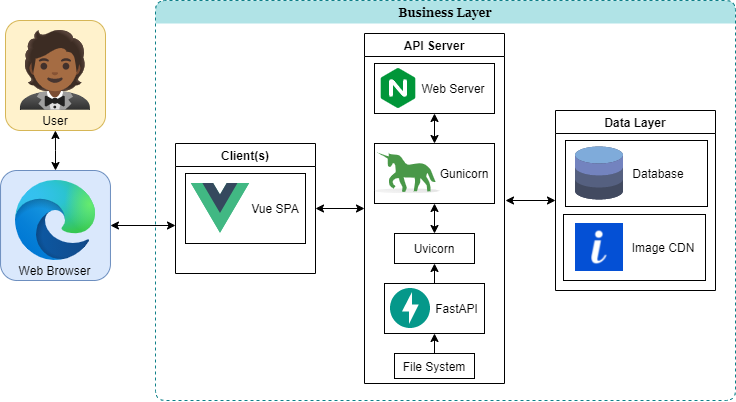 Business Layer
User
Web Browser
Client(s)
Vue SPA
API Server
Web Server
Gunicorn
Uvicorn
FastAPI
File System
Data Layer
Database
Image CDN